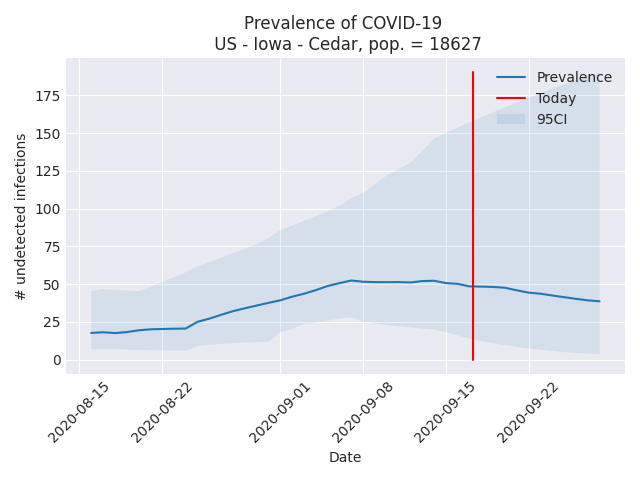 Prevalence of COVID-19
US - Iowa - Cedar, pop. = 18627
Prevalence
Today
95CI
# undetected infections
175
150
125
100
75
50
25
0
2020-08-15
2020-08-22
2020-09-01
2020-09-08
2020-09-15
2020-09-22
Date